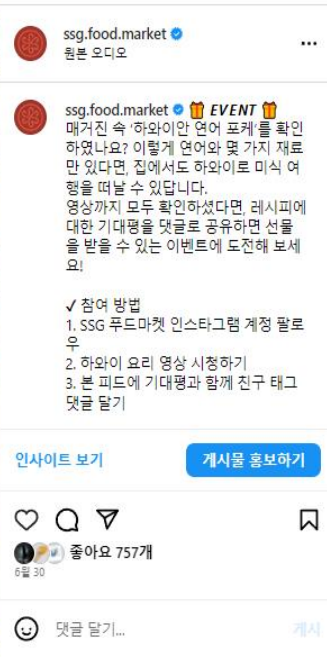 ssg.food.market
원본 오디오
ssg.food.market 🎁 EVENT 🎁
매거진 속 '하와이안 연어 포케'를 확인
하였나요? 이렇게 연어와 몇 가지 재료
만 있다면, 집에서도 하와이로 미식 여
행을 떠날 수 있답니다.
영상까지 모두 확인하셨다면, 레시피에
대한 기대평을 댓글로 공유하면 선물
을 받을 수 있는 이벤트에 도전해 보세
요!
✓ 참여 방법
1. SSG 푸드마켓 인스타그램 계정 팔로
우
2. 하와이 요리 영상 시청하기
3. 본 피드에 기대평과 함께 친구 태그
댓글 달기
인사이트 보기
게시물 홍보하기
좋아요 757개
6월 30
댓글 달기...
게시